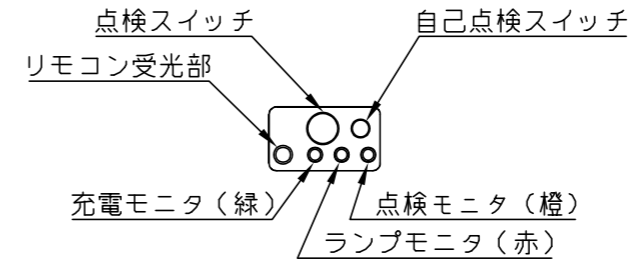 点検スイッチ
自己点検スイッチ
リモコン受光部
充電モニタ（緑）
点検モニタ（橙）
ランプモニタ（赤）